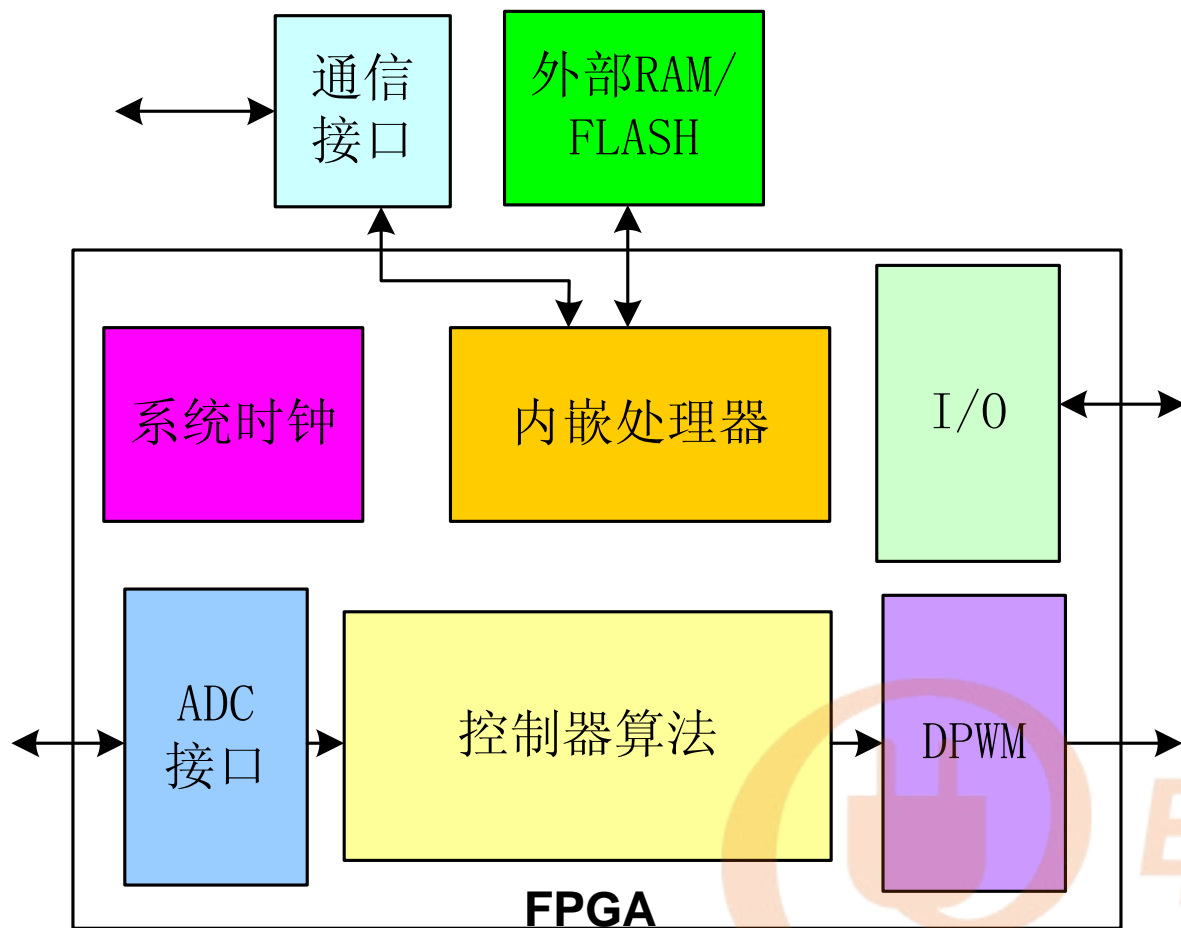 通信
接口
外部RAM/
FLASH
系统时钟
内嵌处理器
I/O
ADC
接口
控制器算法
DPWM
FPGA